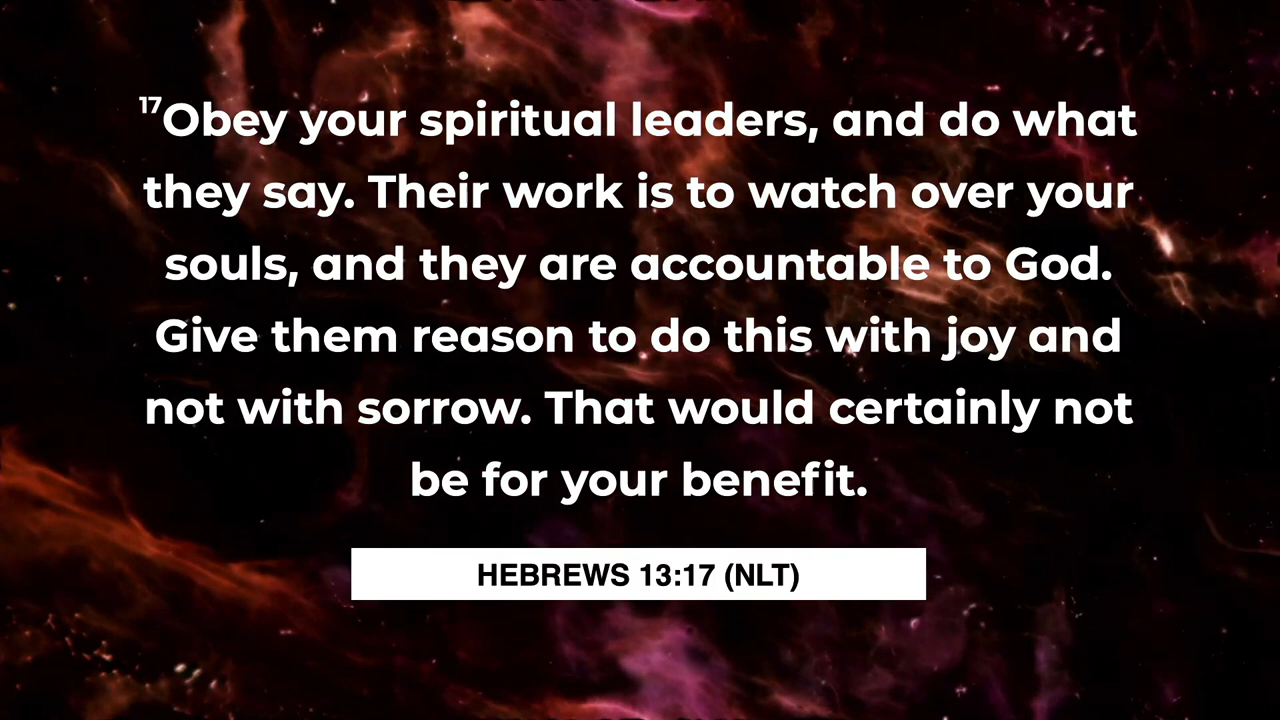 ¹⁷Obey your spiritual leaders, and do what
they say. Their work is to watch over your
souls, and they are accountable to God.
Give them reason to do this with joy and
not with sorrow. That would certainly not
be for your benefit.
HEBREWS 13:17 (NLT)